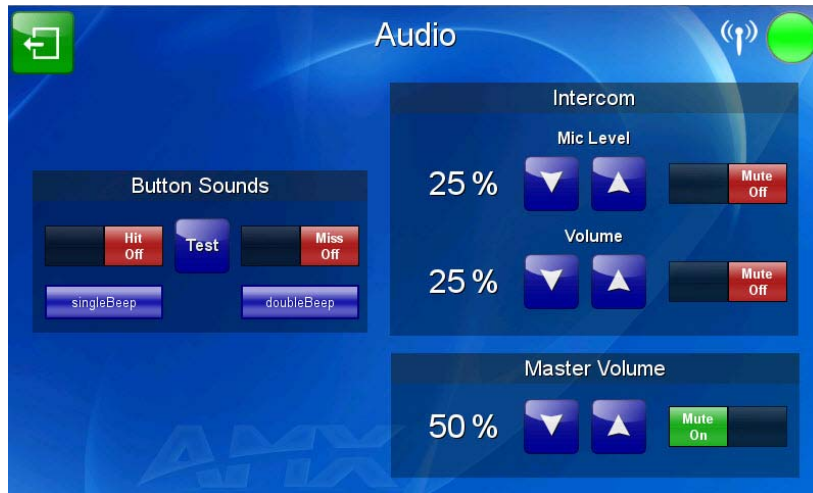 Audio
Button Sounds
Hit
Off
Test
Miss
Off
singleBeep
doubleBeep
Intercom
Mic Level
25 %
Mute
Off
Volume
25 %
Mute
Off
Master Volume
50 %
Mute
On
AMX